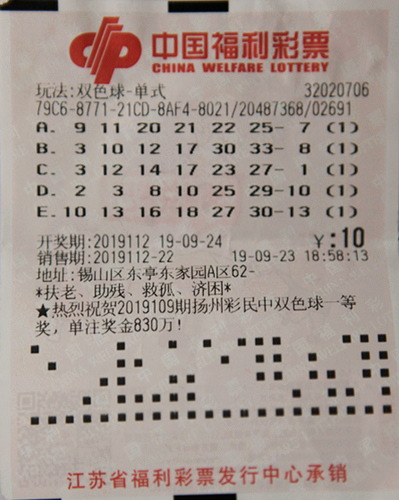 中国福利彩票
CHINA WELFARE LOTTERY
玩法:双色球-单式 32020706
79C6-8771-21CD-8AF4-8021/20487368/02691
A. 9 11 20 21 22 25- 7 (1)
B. 3 10 12 17 30 33- 8 (1)
C. 3 12 14 17 23 27- 1 (1)
D. 2 3 8 10 25 29-10 (1)
E. 10 13 16 18 27 30-13 (1)
开奖期:2019112 19-09-24 ¥:10
销售期:2019112-22 19-09-23 18:58:13
地址:锡山区东亭东家园A区62-
*扶老、助残、救孤、济困*
★热烈祝贺2019109期扬州彩民中双色球一等
奖,单注奖金830万!
江苏省福利彩票发行中心承销